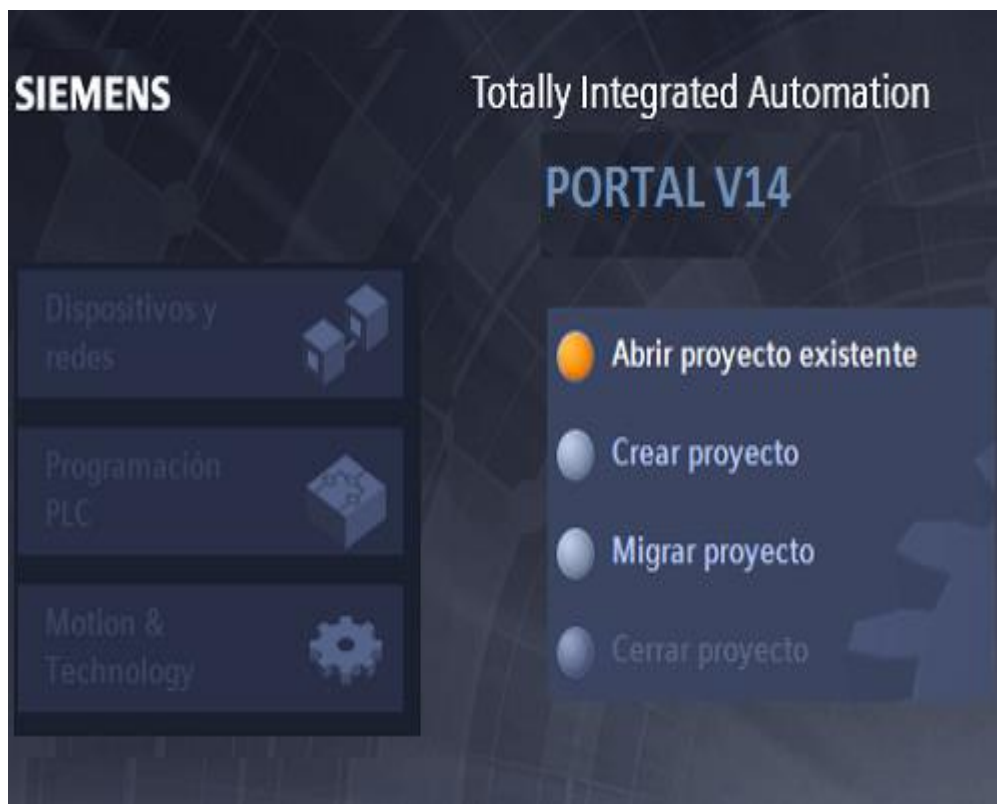 SIEMENS
Totally Integrated Automation
PORTAL V14
Dispositivos y
redes
Programación
PLC
Motion &
Technology
Abrir proyecto existente
Crear proyecto
Migrar proyecto
Cerrar proyecto